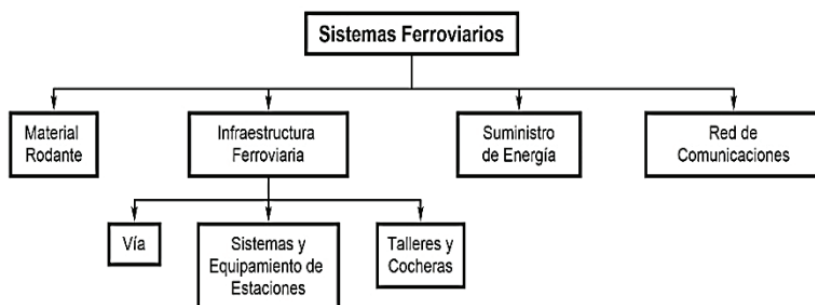 Sistemas Ferroviarios
Material
Rodante
Infraestructura
Ferroviaria
Suministro
de Energía
Red de
Comunicaciones
Vía
Sistemas y
Equipamiento de
Estaciones
Talleres y
Cocheras